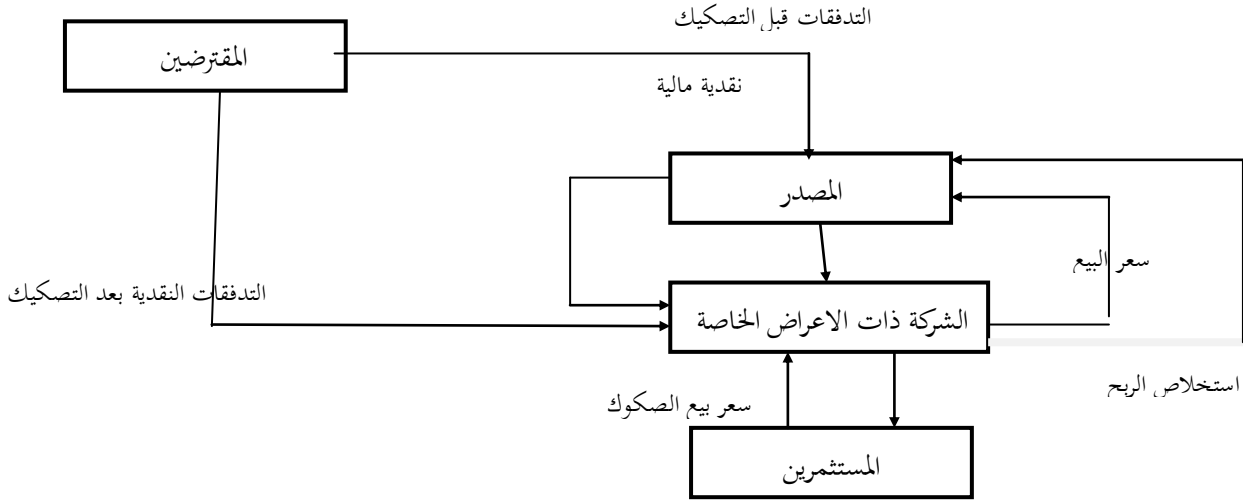 التدفقات قبل التصكيك
المقترضين
نقدية مالية
المصدر
سعر البيع
التدفقات النقدية بعد التصكيك
الشركة ذات الاعراض الخاصة
استخلاص الربح
سعر بيع الصكوك
المستثمرين